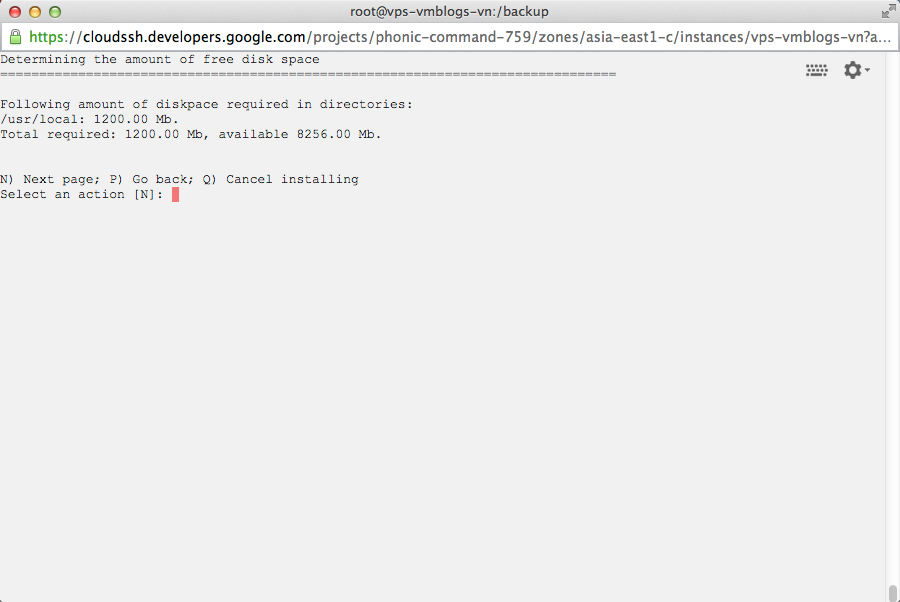 root@vps-vmblogs-vn:/backup
https://cloudssh.developers.google.com/projects/phonic-command-759/zones/asia-east1-c/instances/vps-vmblogs-vn?a...
Determining the amount of free disk space
===============================================================================
Following amount of diskpace required in directories:
/usr/local: 1200.00 Mb.
Total required: 1200.00 Mb, available 8256.00 Mb.
N) Next page; P) Go back; Q) Cancel installing
Select an action [N]: